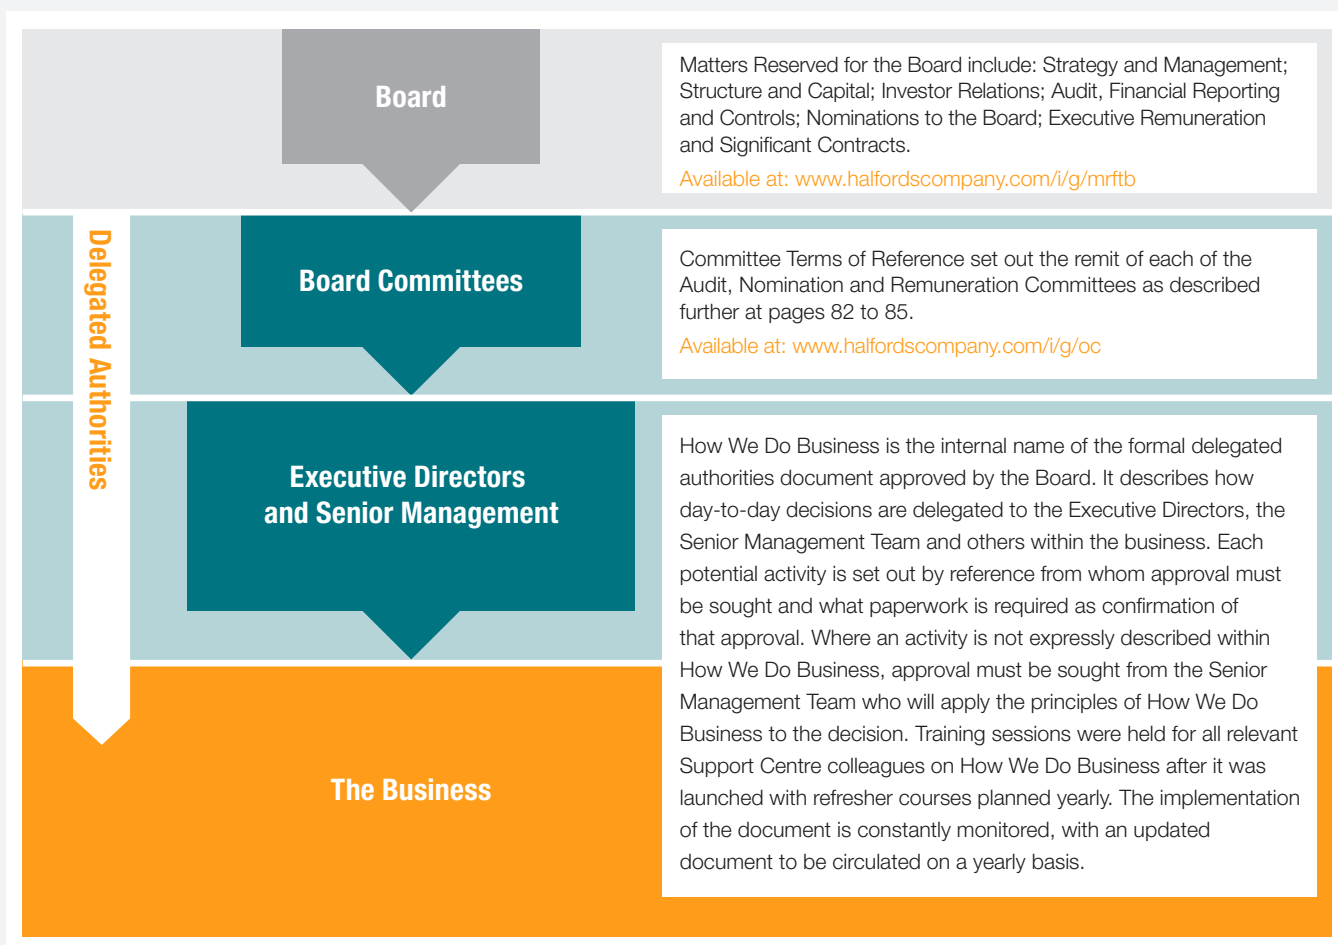 Board
Matters Reserved for the Board include: Strategy and Management;
Structure and Capital; Investor Relations; Audit, Financial Reporting
and Controls; Nominations to the Board; Executive Remuneration
and Significant Contracts.
Available at: www.halfordscompany.com/i/g/mrftb
Delegated Authorities
Board Committees
Committee Terms of Reference set out the remit of each of the
Audit, Nomination and Remuneration Committees as described
further at pages 82 to 85.
Available at: www.halfordscompany.com/i/g/oc
Executive Directors
and Senior Management
How We Do Business is the internal name of the formal delegated
authorities document approved by the Board. It describes how
day-to-day decisions are delegated to the Executive Directors, the
Senior Management Team and others within the business. Each
potential activity is set out by reference from whom approval must
be sought and what paperwork is required as confirmation of
that approval. Where an activity is not expressly described within
How We Do Business, approval must be sought from the Senior
Management Team who will apply the principles of How We Do
Business to the decision. Training sessions were held for all relevant
Support Centre colleagues on How We Do Business after it was
launched with refresher courses planned yearly. The implementation
of the document is constantly monitored, with an updated
document to be circulated on a yearly basis.
The Business